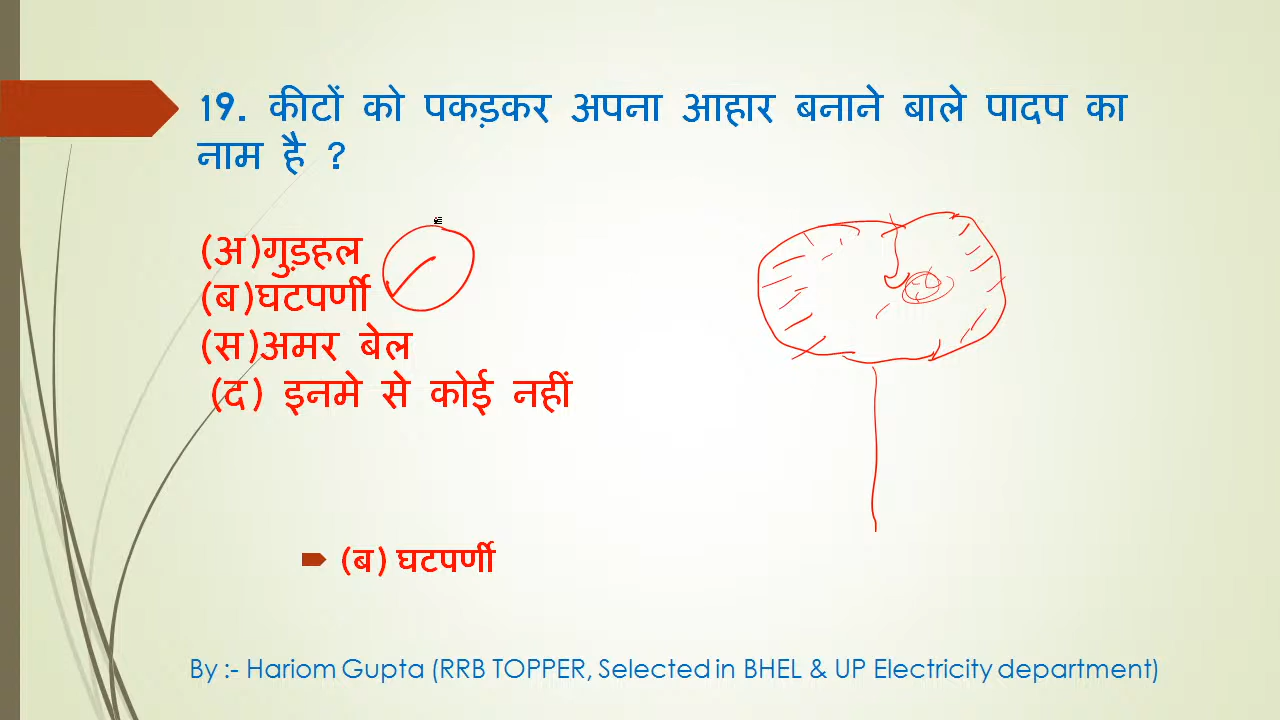 19. कीटों को पकड़कर अपना आहार बनाने बाले पादप का
नाम है ?
(अ)गुड़हल
(ब)घटपर्णी
(स)अमर बेल
(द) इनमे से कोई नहीं
(ब) घटपर्णी
By :- Hariom Gupta (RRB TOPPER, Selected in BHEL & UP Electricity department)